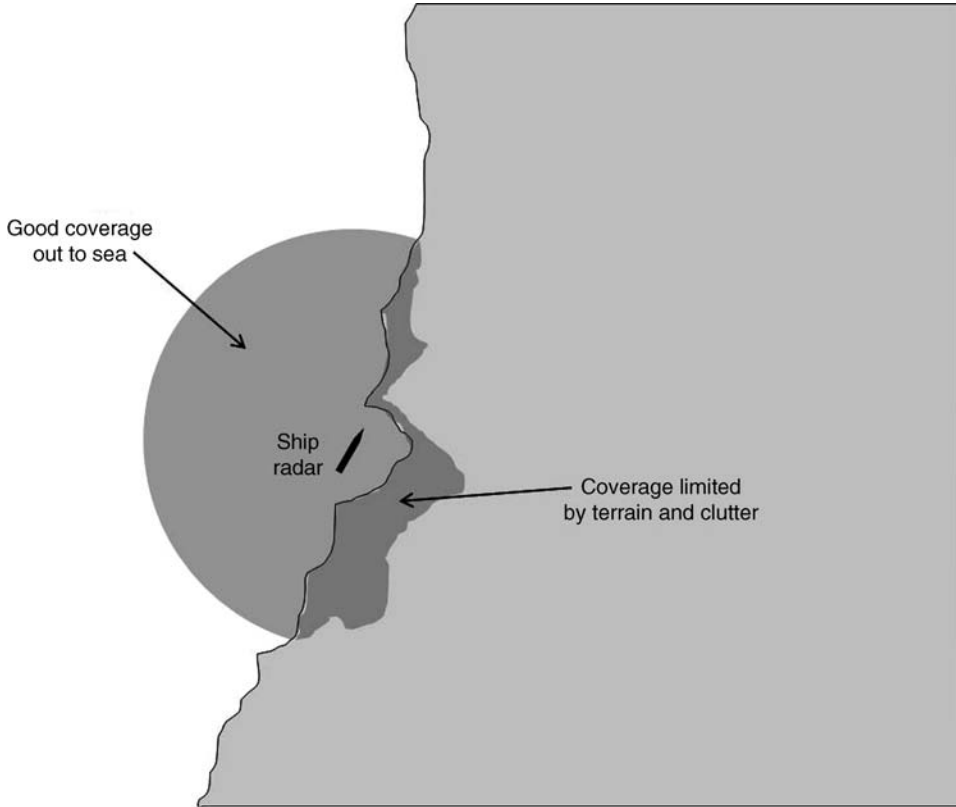 Good coverage
out to sea
Ship
radar
Coverage limited
by terrain and clutter